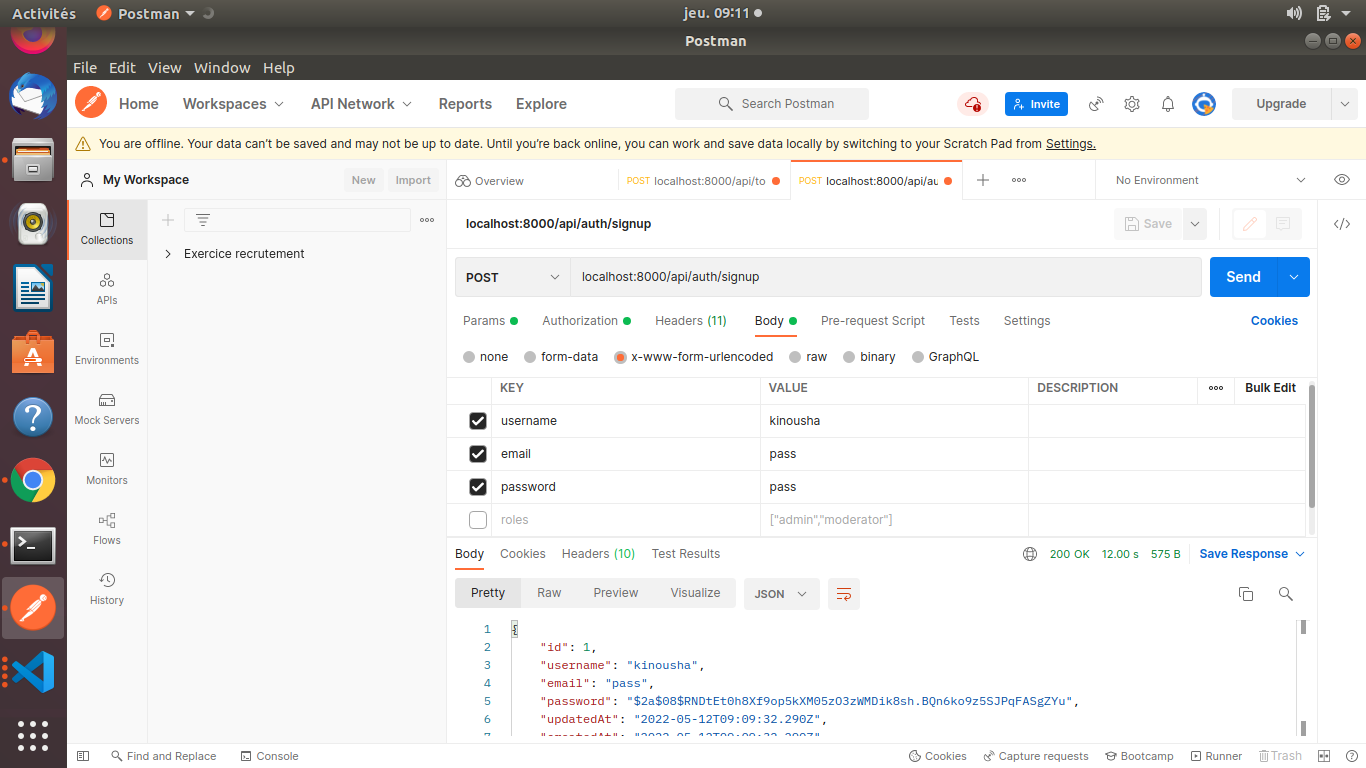 Activités Postman jeu. 09:11
Postman
File Edit View Window Help
Home Workspaces API Network Reports Explore Search Postman Invite Upgrade
You are offline. Your data can't be saved and may not be up to date. Until you're back online, you can work and save data locally by switching to your Scratch Pad from Settings.
My Workspace New Import Overview POST localhost:8000/api/to POST localhost:8000/api/au No Environment
Collections
Exercice recrutement
APIs
Environments
Mock Servers
Monitors
Flows
History
localhost:8000/api/auth/signup Save
POST localhost:8000/api/auth/signup Send
Params Authorization Headers (11) Body Pre-request Script Tests Settings Cookies
none form-data x-www-form-urlencoded raw binary GraphQL
KEY VALUE DESCRIPTION Bulk Edit
username kinousha
email pass
password pass
roles ["admin","moderator"]
Body Cookies Headers (10) Test Results 200 OK 12.00 s 575 B Save Response
Pretty Raw Preview Visualize JSON
1 {
2 "id": 1,
3 "username": "kinousha",
4 "email": "pass",
5 "password": "$2a$08$RNDtEt0h8Xf9op5kXM05zO3zWMDik8sh.BQn6ko9z5SJPqFASgZYu",
6 "updatedAt": "2022-05-12T09:09:32.290Z",
7 "createdAt": "2022-05-12T09:09:32.290Z"
Find and Replace Console Cookies Capture requests Bootcamp Runner Trash